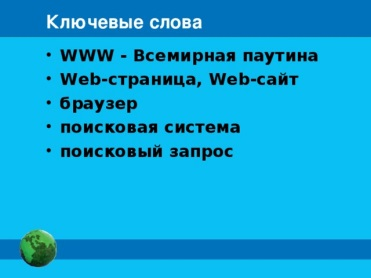 Ключевые слова
• WWW - Всемирная паутина
• Web-страница, Web-сайт
• браузер
• поисковая система
• поисковый запрос